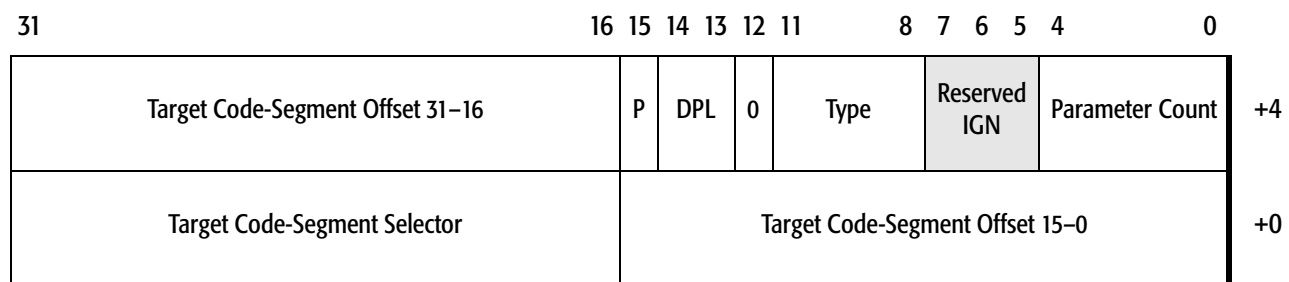 31 16 15 14 13 12 11 8 7 6 5 4 0
Target Code-Segment Offset 31–16 P DPL 0 Type Reserved IGN Parameter Count +4
Target Code-Segment Selector Target Code-Segment Offset 15–0 +0